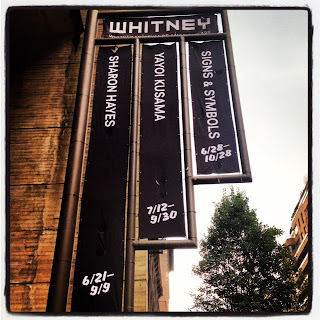 WHITNEY
SHARON HAYES
6/21–
9/9
YAYOI KUSAMA
7/12–
9/30
SIGNS & SYMBOLS
6/28–
10/28